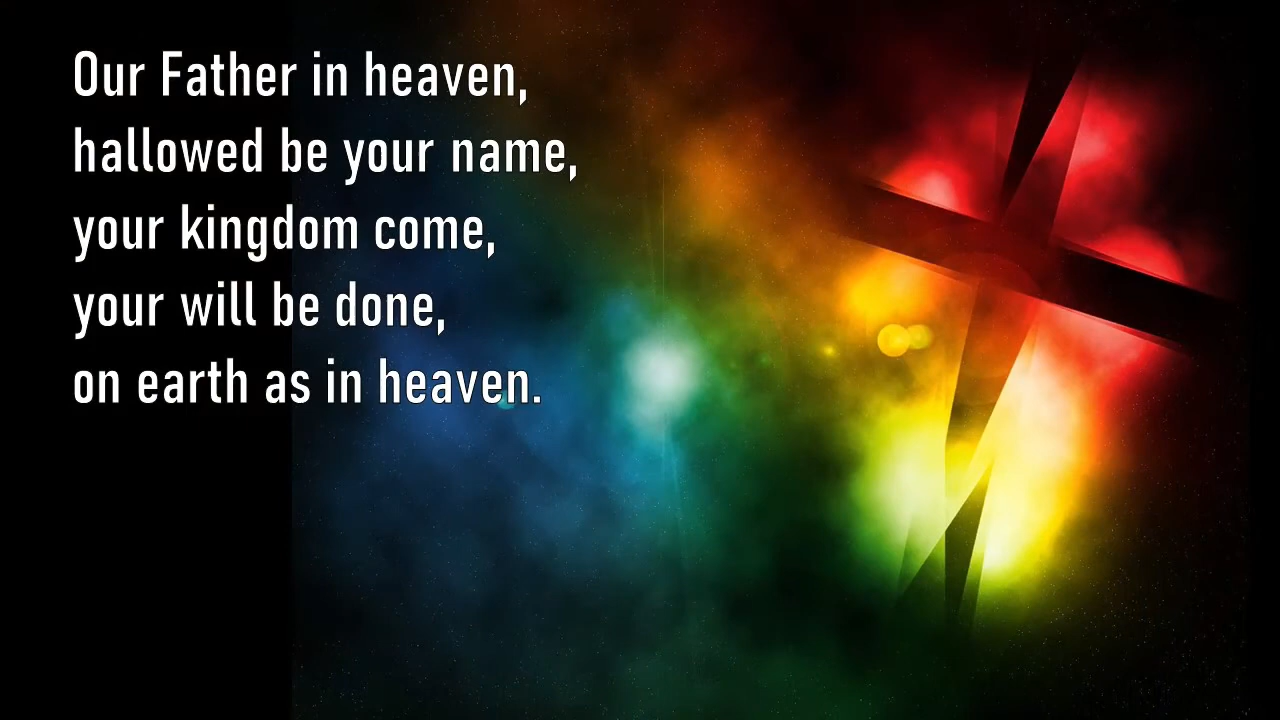 Our Father in heaven,
hallowed be your name,
your kingdom come,
your will be done,
on earth as in heaven.